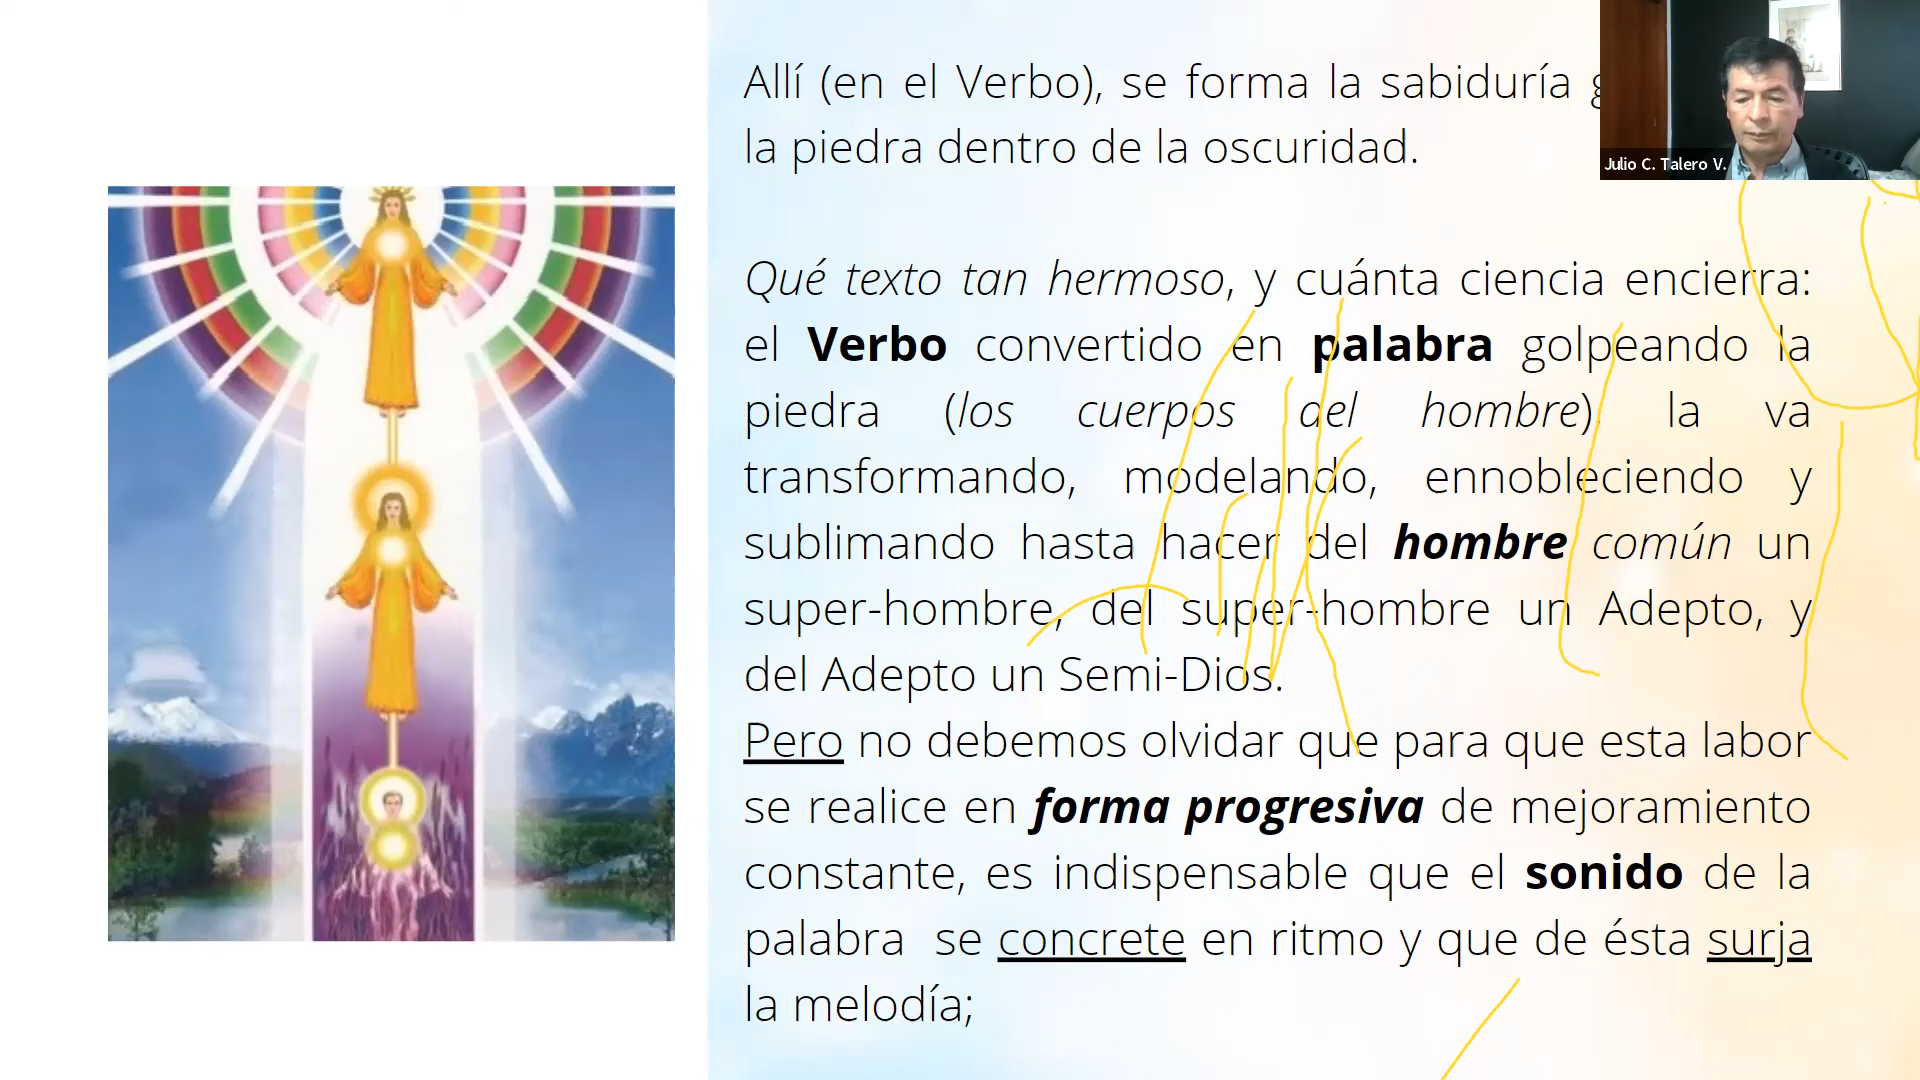 Allí (en el Verbo), se forma la sabiduría
la piedra dentro de la oscuridad.
Qué texto tan hermoso, y cuánta ciencia encierra:
el Verbo convertido en palabra golpeando la
piedra (los cuerpos del hombre) la va
transformando, modelando, ennobleciendo y
sublimando hasta hacer del hombre común un
super-hombre, del super-hombre un Adepto, y
del Adepto un Semi-Dios.
Pero no debemos olvidar que para que esta labor
se realice en forma progresiva de mejoramiento
constante, es indispensable que el sonido de la
palabra se concrete en ritmo y que de ésta surja
la melodía;
Julio C. Talero V.